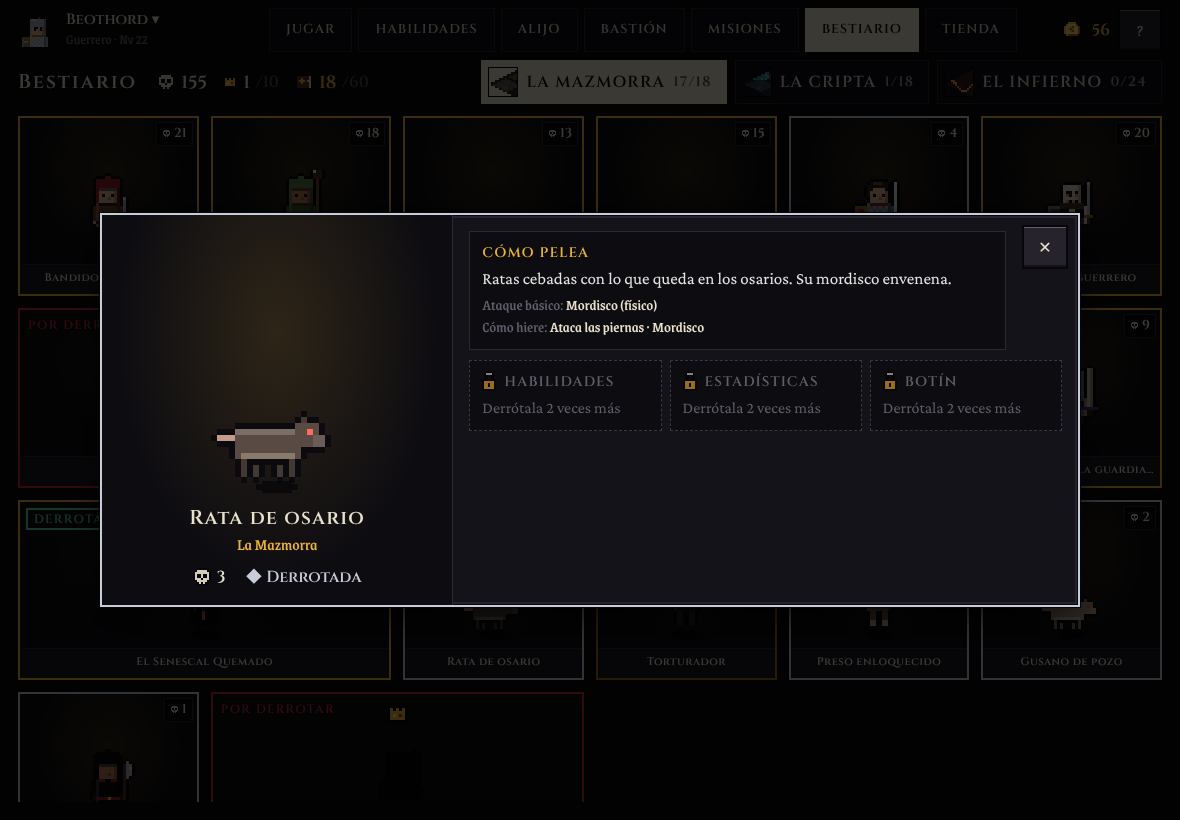 Beothord ▾
Guerrero · Nv 22
JUGAR
HABILIDADES
ALIJO
BASTIÓN
MISIONES
BESTIARIO
TIENDA
56
?
Bestiario
155
1 /10
18 /60
LA MAZMORRA 17/18
LA CRIPTA 1/18
EL INFIERNO 0/24
21
18
13
15
4
20
CÓMO PELEA
×
Ratas cebadas con lo que queda en los osarios. Su mordisco envenena.
Ataque básico: Mordisco (físico)
Cómo hiere: Ataca las piernas · Mordisco
HABILIDADES
Derrótala 2 veces más
ESTADÍSTICAS
Derrótala 2 veces más
BOTÍN
Derrótala 2 veces más
Rata de osario
La Mazmorra
3
Derrotada
Bandido
guerrero
POR DERR
9
la guardia...
DERROTA
2
El Senescal Quemado
Rata de osario
Torturador
Preso enloquecido
Gusano de pozo
1
POR DERROTAR